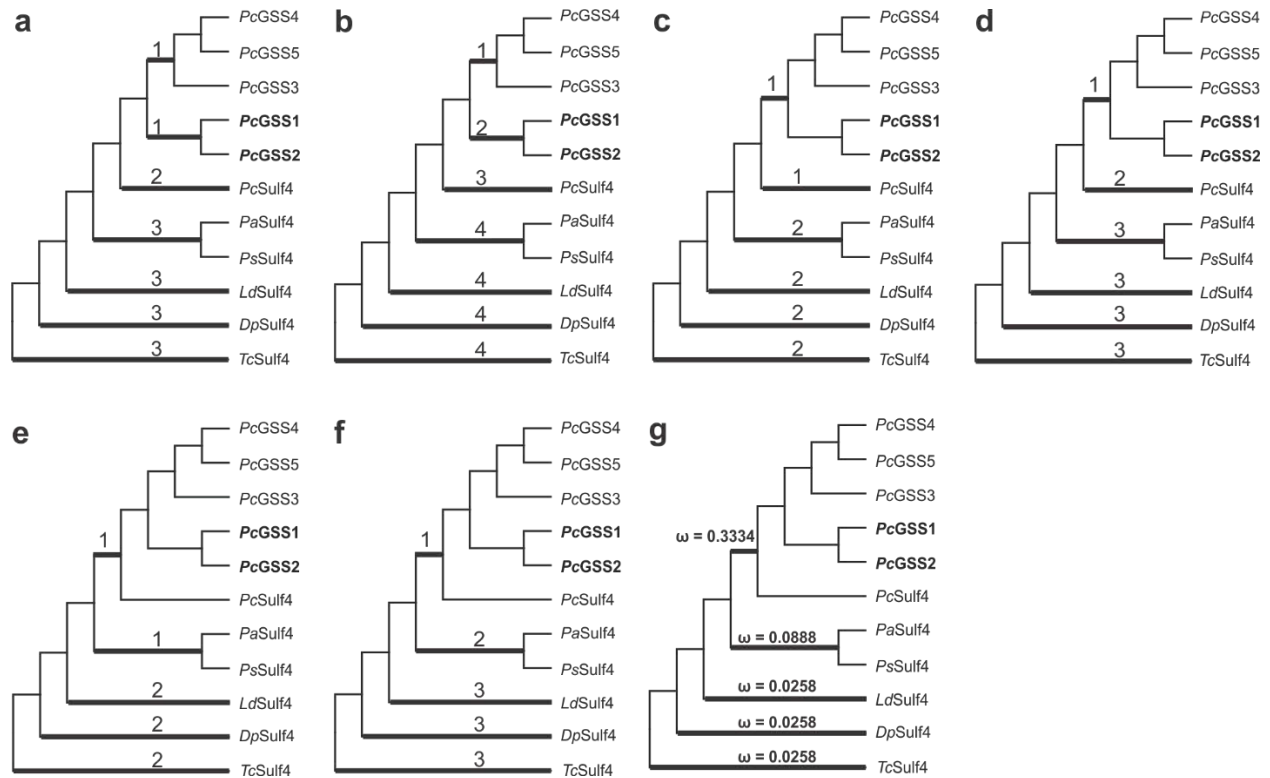 a
1
1
2
3
3
3
3
PcGSS4
PcGSS5
PcGSS3
PcGSS1
PcGSS2
PcSulf4
PaSulf4
PsSulf4
LdSulf4
DpSulf4
TcSulf4
b
1
2
3
4
4
4
4
PcGSS4
PcGSS5
PcGSS3
PcGSS1
PcGSS2
PcSulf4
PaSulf4
PsSulf4
LdSulf4
DpSulf4
TcSulf4
c
1
1
2
2
2
2
PcGSS4
PcGSS5
PcGSS3
PcGSS1
PcGSS2
PcSulf4
PaSulf4
PsSulf4
LdSulf4
DpSulf4
TcSulf4
d
1
2
3
3
3
3
PcGSS4
PcGSS5
PcGSS3
PcGSS1
PcGSS2
PcSulf4
PaSulf4
PsSulf4
LdSulf4
DpSulf4
TcSulf4
e
1
1
2
2
2
PcGSS4
PcGSS5
PcGSS3
PcGSS1
PcGSS2
PcSulf4
PaSulf4
PsSulf4
LdSulf4
DpSulf4
TcSulf4
f
1
2
3
3
3
PcGSS4
PcGSS5
PcGSS3
PcGSS1
PcGSS2
PcSulf4
PaSulf4
PsSulf4
LdSulf4
DpSulf4
TcSulf4
g
ω = 0.3334
ω = 0.0888
ω = 0.0258
ω = 0.0258
ω = 0.0258
PcGSS4
PcGSS5
PcGSS3
PcGSS1
PcGSS2
PcSulf4
PaSulf4
PsSulf4
LdSulf4
DpSulf4
TcSulf4